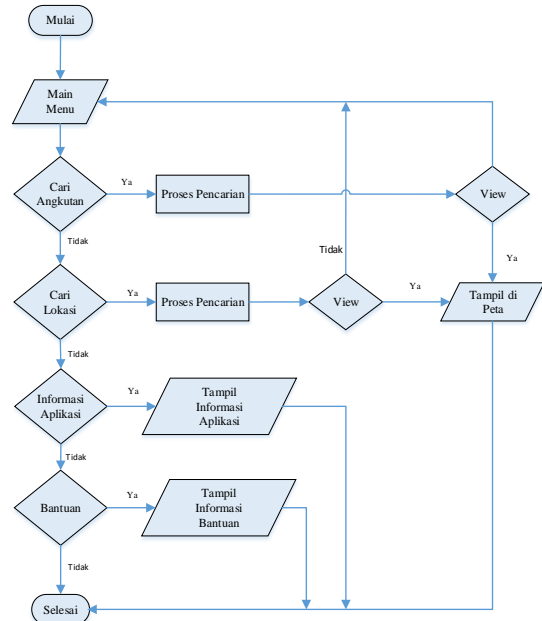 Mulai
Main
Menu
Cari
Angkutan
Ya
Proses Pencarian
View
Tidak
Tidak
Ya
Cari
Lokasi
Ya
Proses Pencarian
View
Ya
Tampil di
Peta
Tidak
Informasi
Aplikasi
Ya
Tampil
Informasi
Aplikasi
Tidak
Bantuan
Ya
Tampil
Informasi
Bantuan
Tidak
Selesai